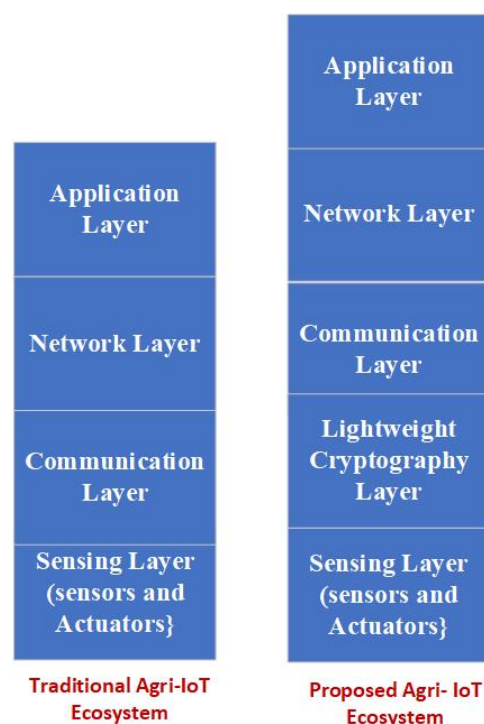 Application
Layer
Network Layer
Communication
Layer
Sensing Layer
(sensors and
Actuators}
Traditional Agri-IoT
Ecosystem
Application
Layer
Network Layer
Communication
Layer
Lightweight
Cryptography
Layer
Sensing Layer
(sensors and
Actuators}
Proposed Agri- IoT
Ecosystem